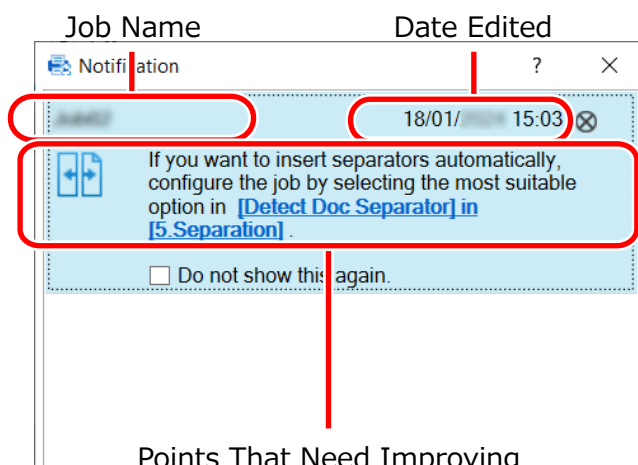 Job Name Date Edited
Notification ?
18/01/ 15:03
If you want to insert separators automatically,
configure the job by selecting the most suitable
option in [Detect Doc Separator] in
[5.Separation] .
Do not show this again.
Points That Need Improving